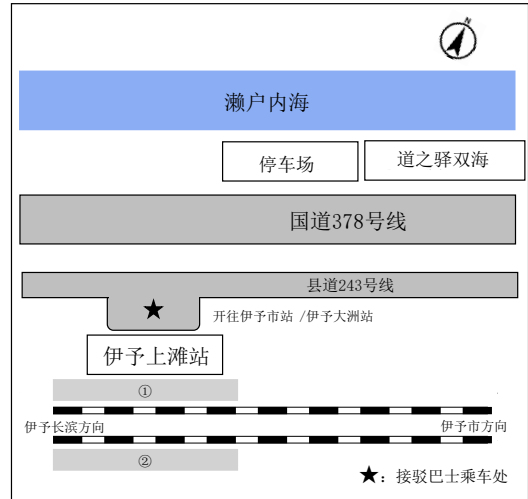 N
濑户内海
停车场
道之驿双海
国道378号线
县道243号线
★
开往伊予市站 /伊予大洲站
伊予上滩站
①
伊予长滨方向
伊予市方向
②
★：接驳巴士乘车处